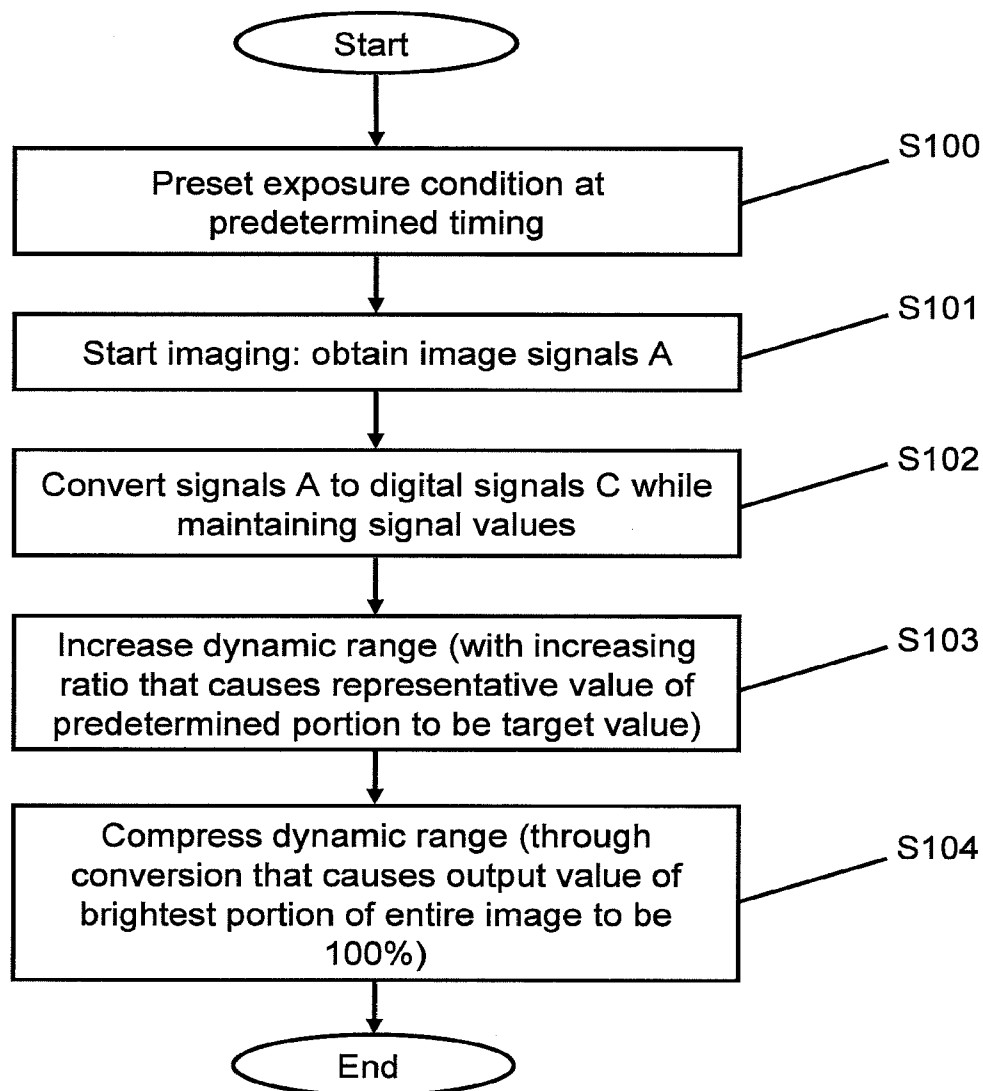 Start
S100
Preset exposure condition at
predetermined timing
S101
Start imaging: obtain image signals A
S102
Convert signals A to digital signals C while
maintaining signal values
S103
Increase dynamic range (with increasing
ratio that causes representative value of
predetermined portion to be target value)
S104
Compress dynamic range (through
conversion that causes output value of
brightest portion of entire image to be
100%)
End